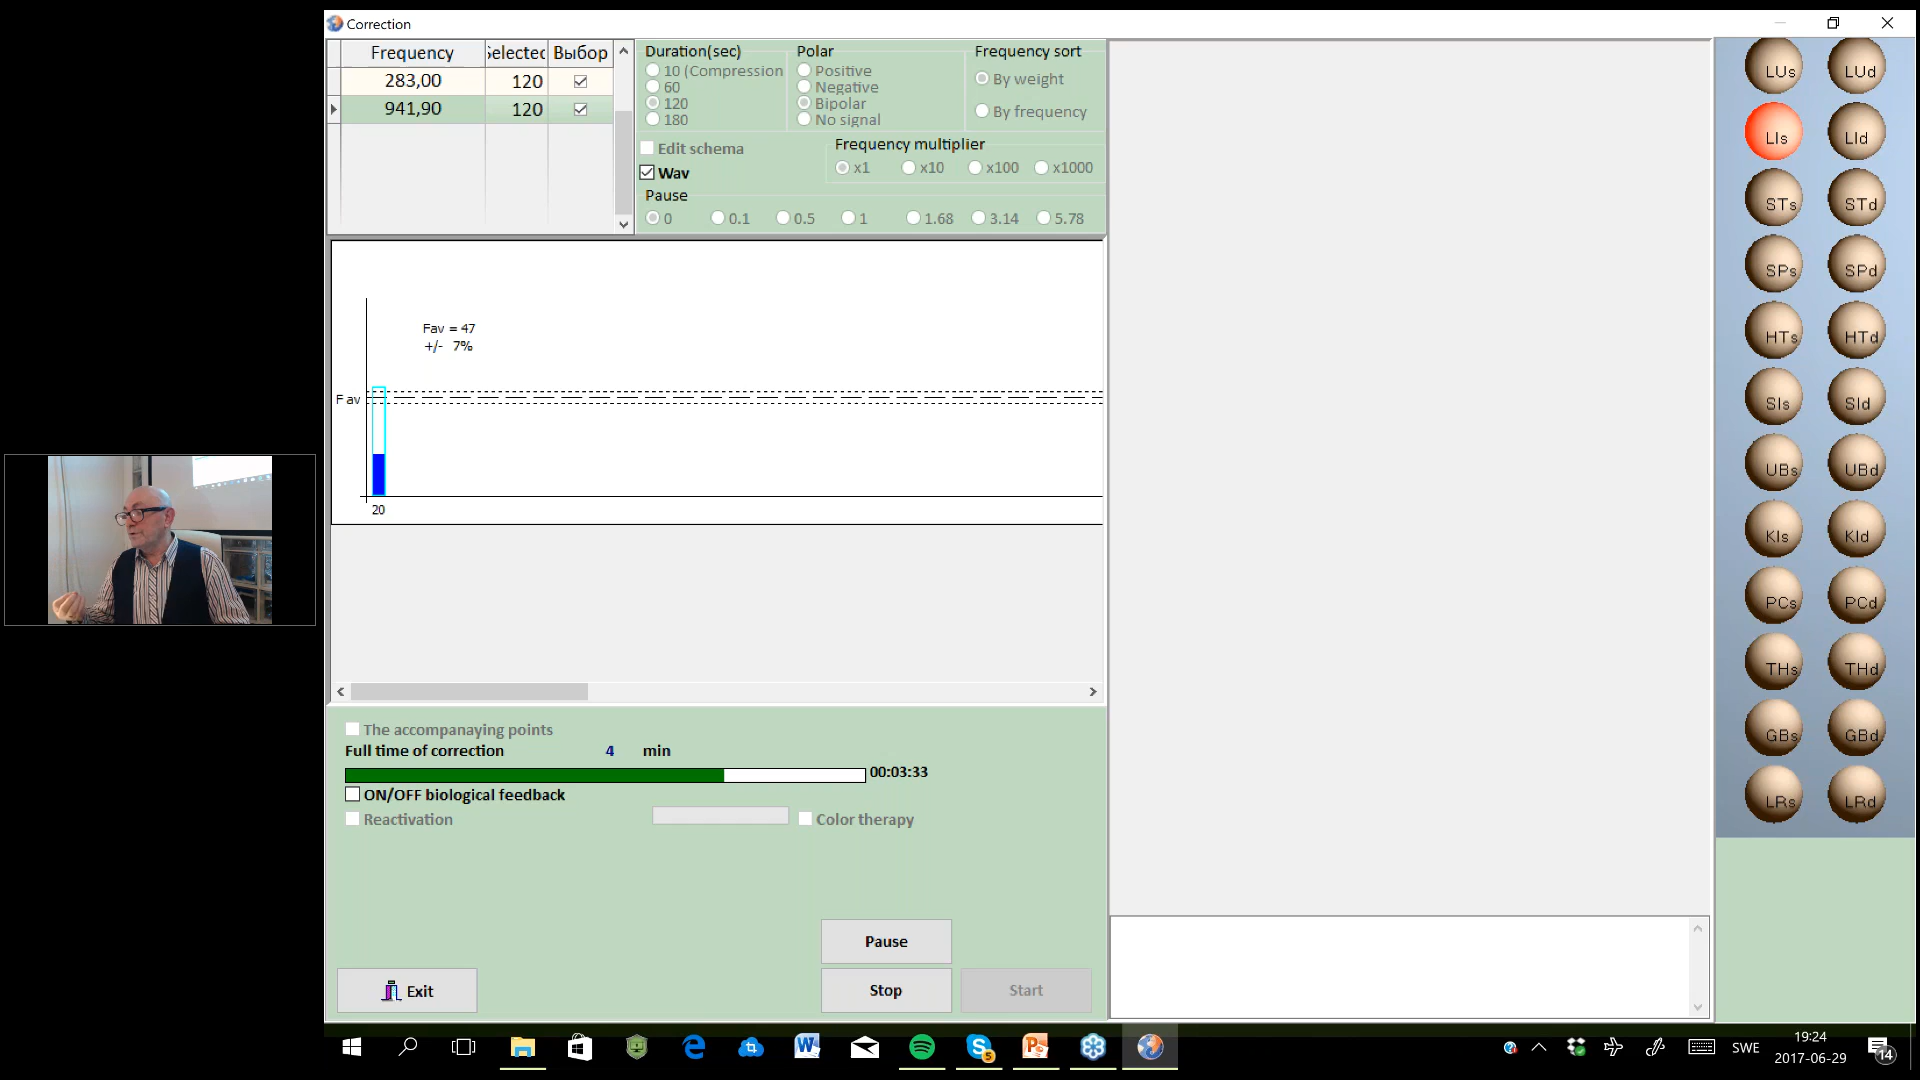 Correction
Frequency Selected Выбор
283,00 120
941,90 120
Duration(sec)
10 (Compression
60
120
180
Polar
Positive
Negative
Bipolar
No signal
Frequency sort
By weight
By frequency
Edit schema
Wav
Frequency multiplier
x1 x10 x100 x1000
Pause
0 0.1 0.5 1 1.68 3.14 5.78
Fav = 47
+/- 7%
F av
20
The accompanaying points
Full time of correction 4 min
00:03:33
ON/OFF biological feedback
Reactivation
Color therapy
Pause
Exit
Stop
Start
LUs LUd
LIs LId
STs STd
SPs SPd
HTs HTd
SIs SId
UBs UBd
KIs KId
PCs PCd
THs THd
GBs GBd
LRs LRd
5
SWE
19:24
2017-06-29
14